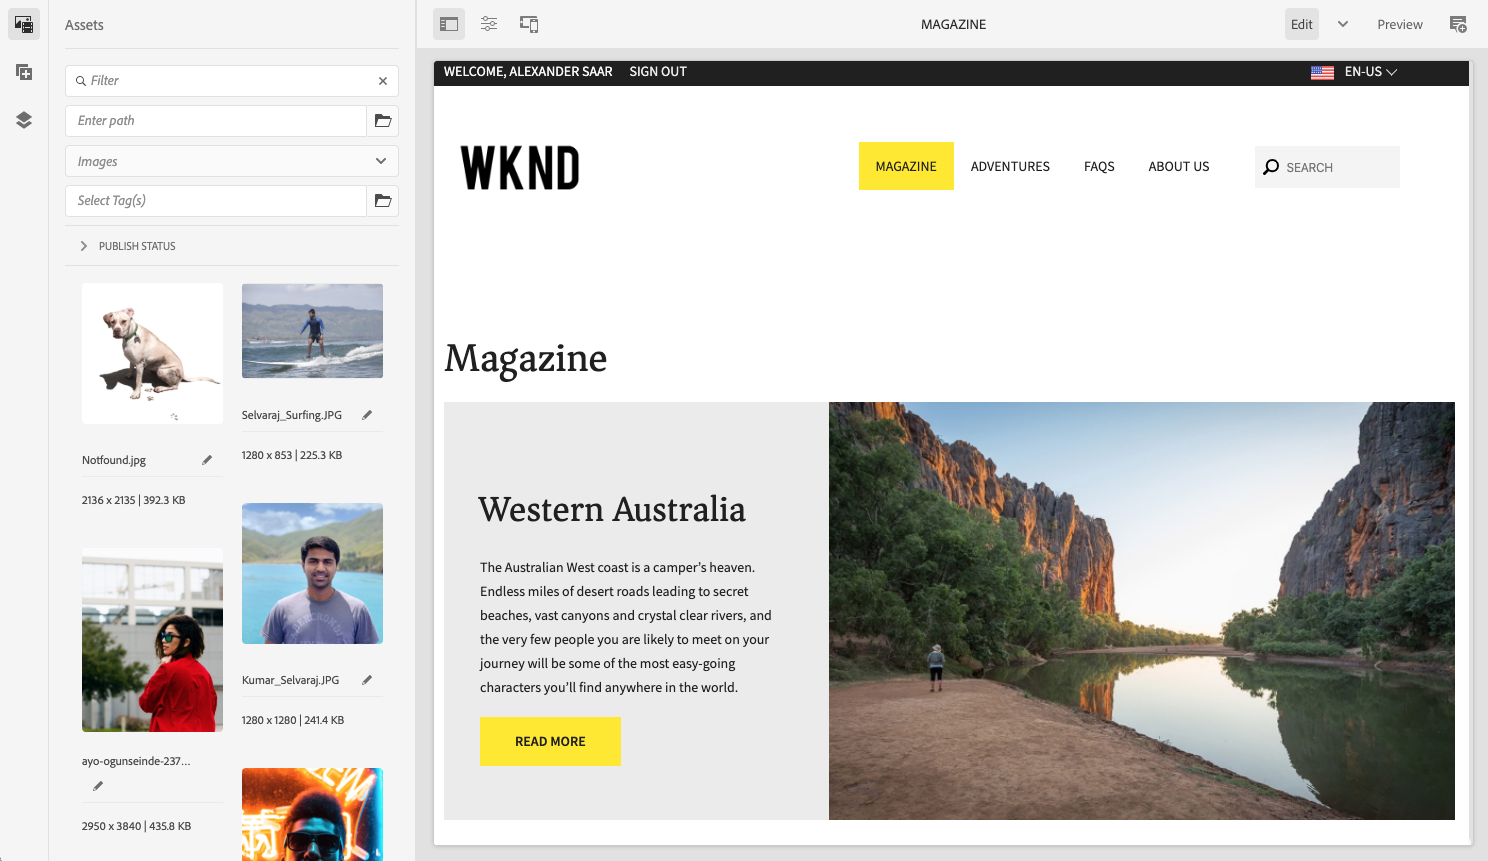 Assets
Filter
Enter path
Images
Select Tag(s)
PUBLISH STATUS
Notfound.jpg
2136 x 2135 | 392.3 KB
Selvaraj_Surfing.JPG
1280 x 853 | 225.3 KB
ayo-ogunseinde-237...
2950 x 3840 | 435.8 KB
Kumar_Selvaraj.JPG
1280 x 1280 | 241.4 KB
MAGAZINE
Edit
Preview
WELCOME, ALEXANDER SAAR SIGN OUT
EN-US
WKND
MAGAZINE ADVENTURES FAQS ABOUT US
SEARCH
Magazine
Western Australia
The Australian West coast is a camper’s heaven.
Endless miles of desert roads leading to secret
beaches, vast canyons and crystal clear rivers, and
the very few people you are likely to meet on your
journey will be some of the most easy-going
characters you’ll find anywhere in the world.
READ MORE